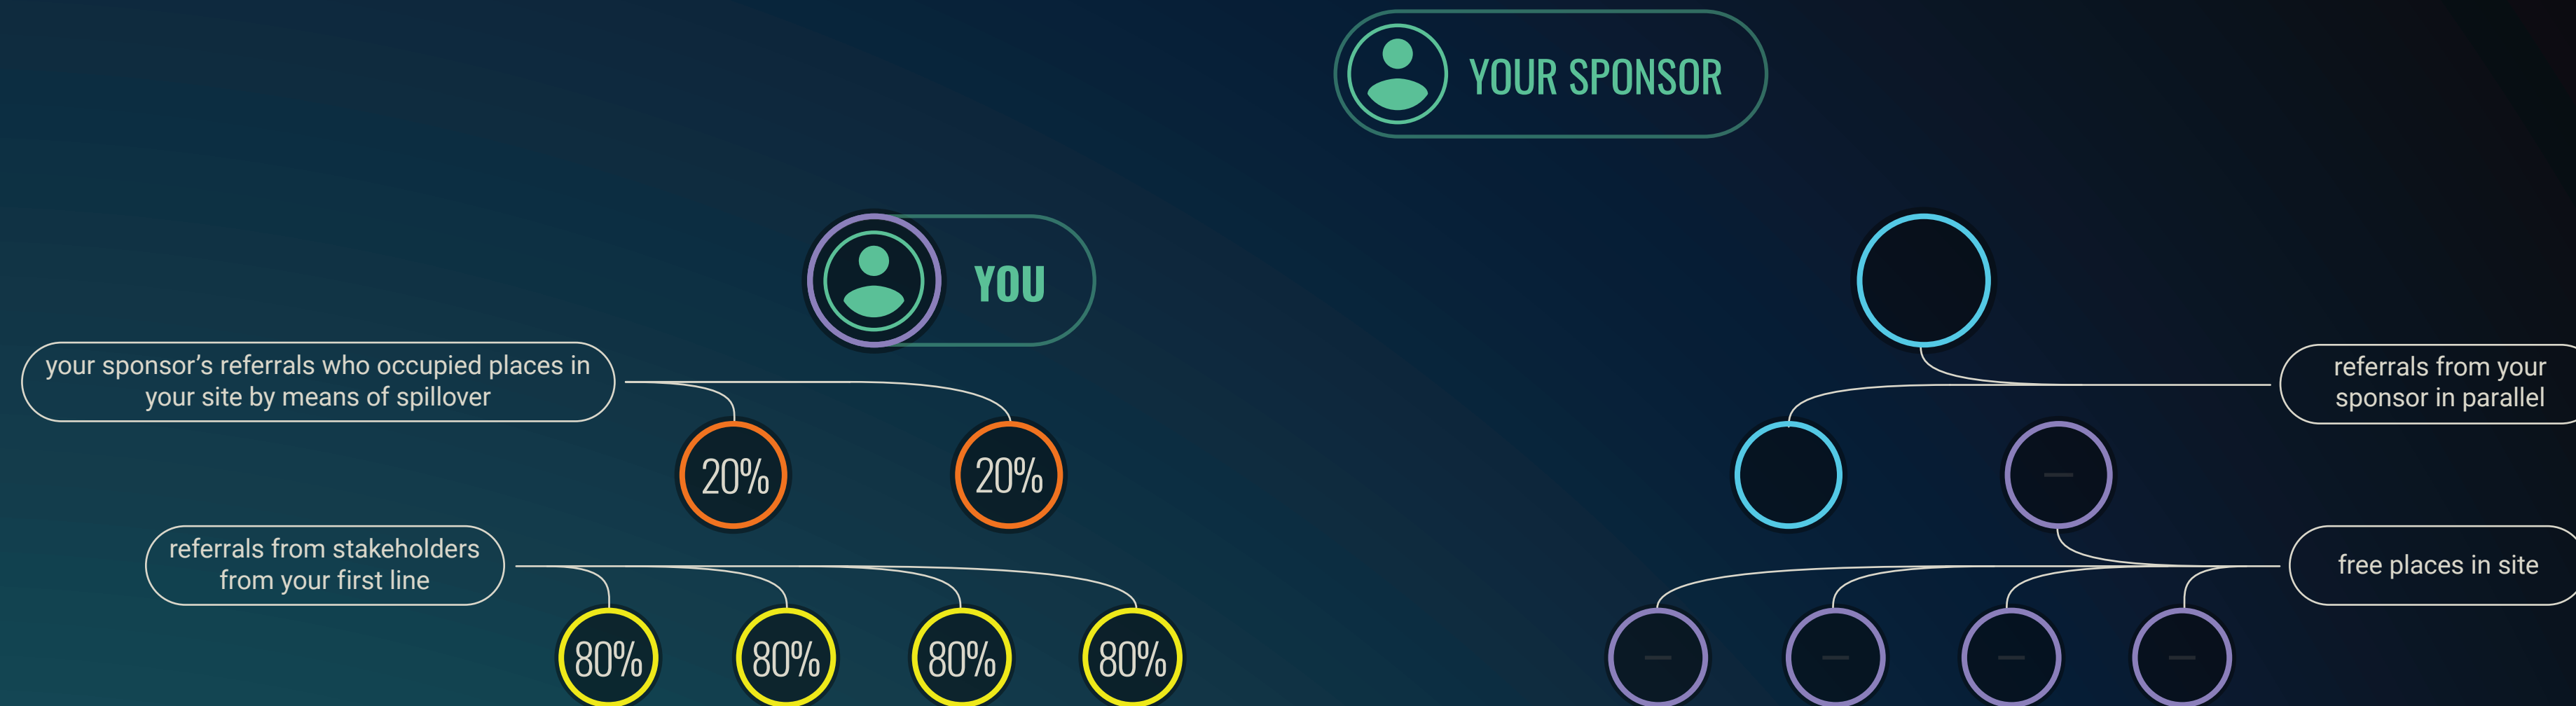 YOUR SPONSOR
YOU
your sponsor’s referrals who occupied places in
your site by means of spillover
referrals from your
sponsor in parallel
20%
20%
referrals from stakeholders
from your first line
free places in site
80%
80%
80%
80%